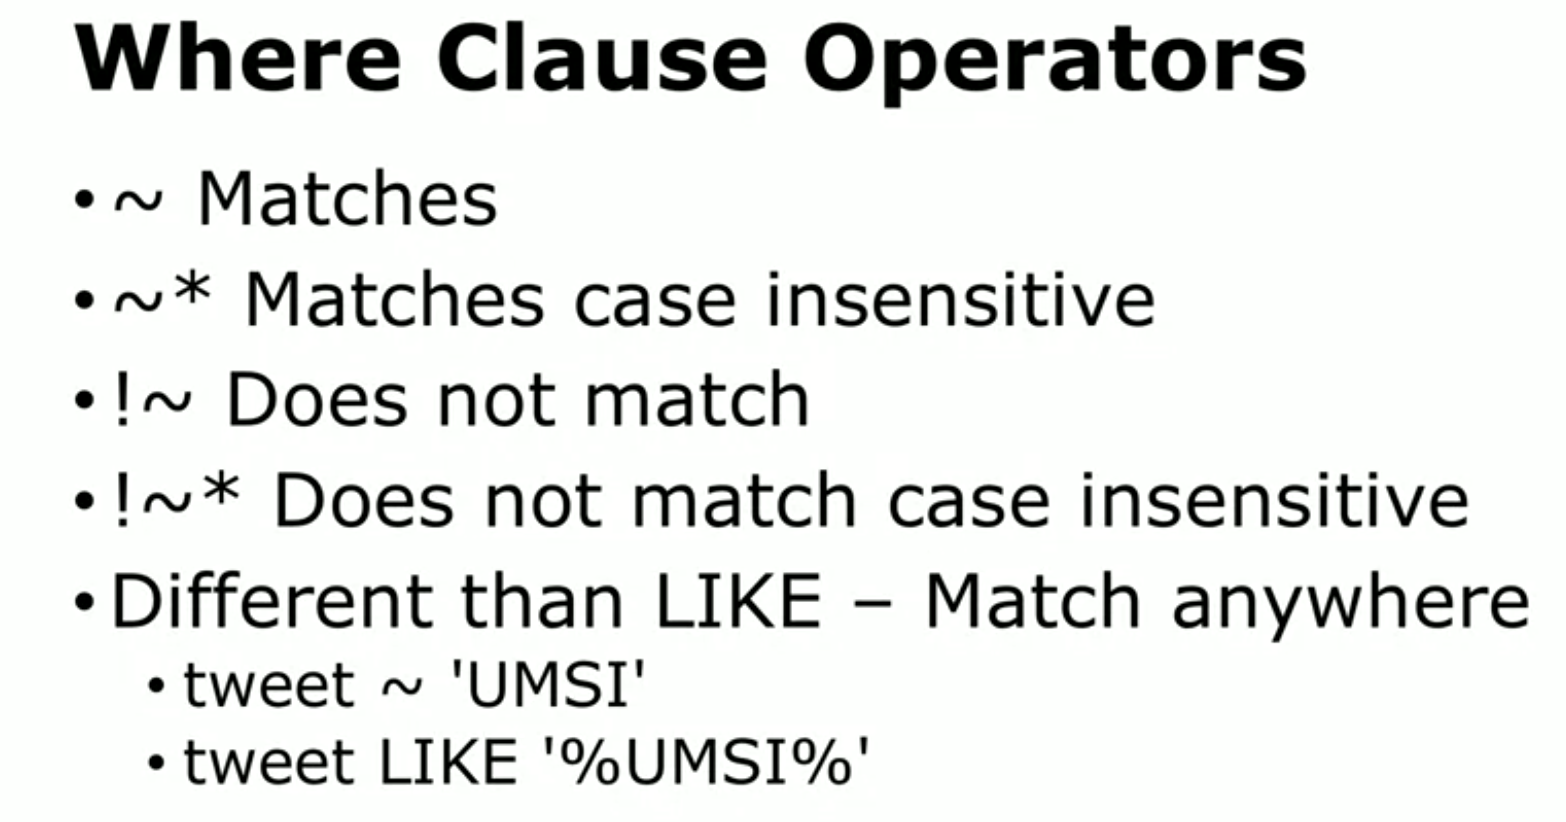 Where Clause Operators
• ~ Matches
• ~* Matches case insensitive
• !~ Does not match
• !~* Does not match case insensitive
• Different than LIKE – Match anywhere
• tweet ~ 'UMSI'
• tweet LIKE '%UMSI%'